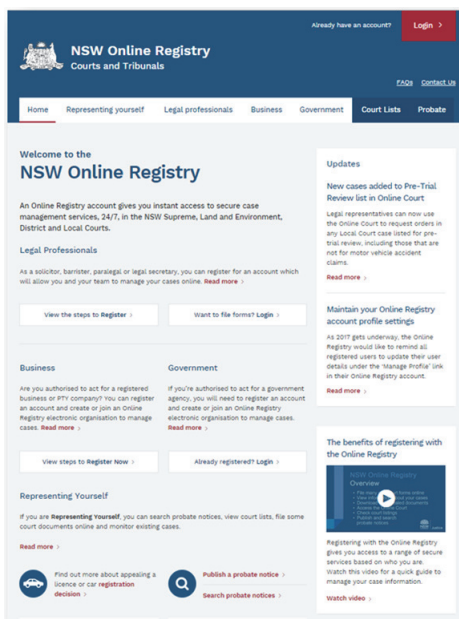 Already have an account?
Login >
NSW Online Registry
Courts and Tribunals
FAQs Contact Us
Home Representing yourself Legal professionals Business Government Court Lists Probate
Welcome to the
NSW Online Registry
An Online Registry account gives you instant access to secure case
management services, 24/7, in the NSW Supreme, Land and Environment,
District and Local Courts.
Legal Professionals
As a solicitor, barrister, paralegal or legal secretary, you can register for an account which
will allow you and your team to manage your cases online. Read more >
View the steps to Register >
Want to file forms? Login >
Business
Are you authorised to act for a registered
business or PTY company? You can register
an account and create or join an Online
Registry electronic organisation to manage
cases. Read more >
View steps to Register Now >
Government
If you're authorised to act for a government
agency, you will need to register an account
and create or join an Online Registry
electronic organisation to manage cases.
Read more >
Already registered? Login >
Representing Yourself
If you are Representing Yourself, you can search probate notices, view court lists, file some
court documents online and monitor existing
cases.
Read more >
Find out more about appealing a
licence or car registration
decision >
Publish a probate notice >
Search probate notices >
Updates
New cases added to Pre-Trial
Review list in Online Court
Legal representatives can now use
the Online Court to request orders in
any Local Court case listed for pre-
trial review, including those that are
not for motor vehicle accident
claims.
Read more >
Maintain your Online Registry
account profile settings
As 2017 gets underway, the Online
Registry would like to remind all
registered users to update their user
details under the 'Manage Profile' link
in their Online Registry account.
Read more >
The benefits of registering with
the Online Registry
NSW Online Registry
Overview
Registering with the Online Registry
gives you access to a range of secure
services based on who you are.
Watch this video for a quick guide to
manage your case information.
Watch video >